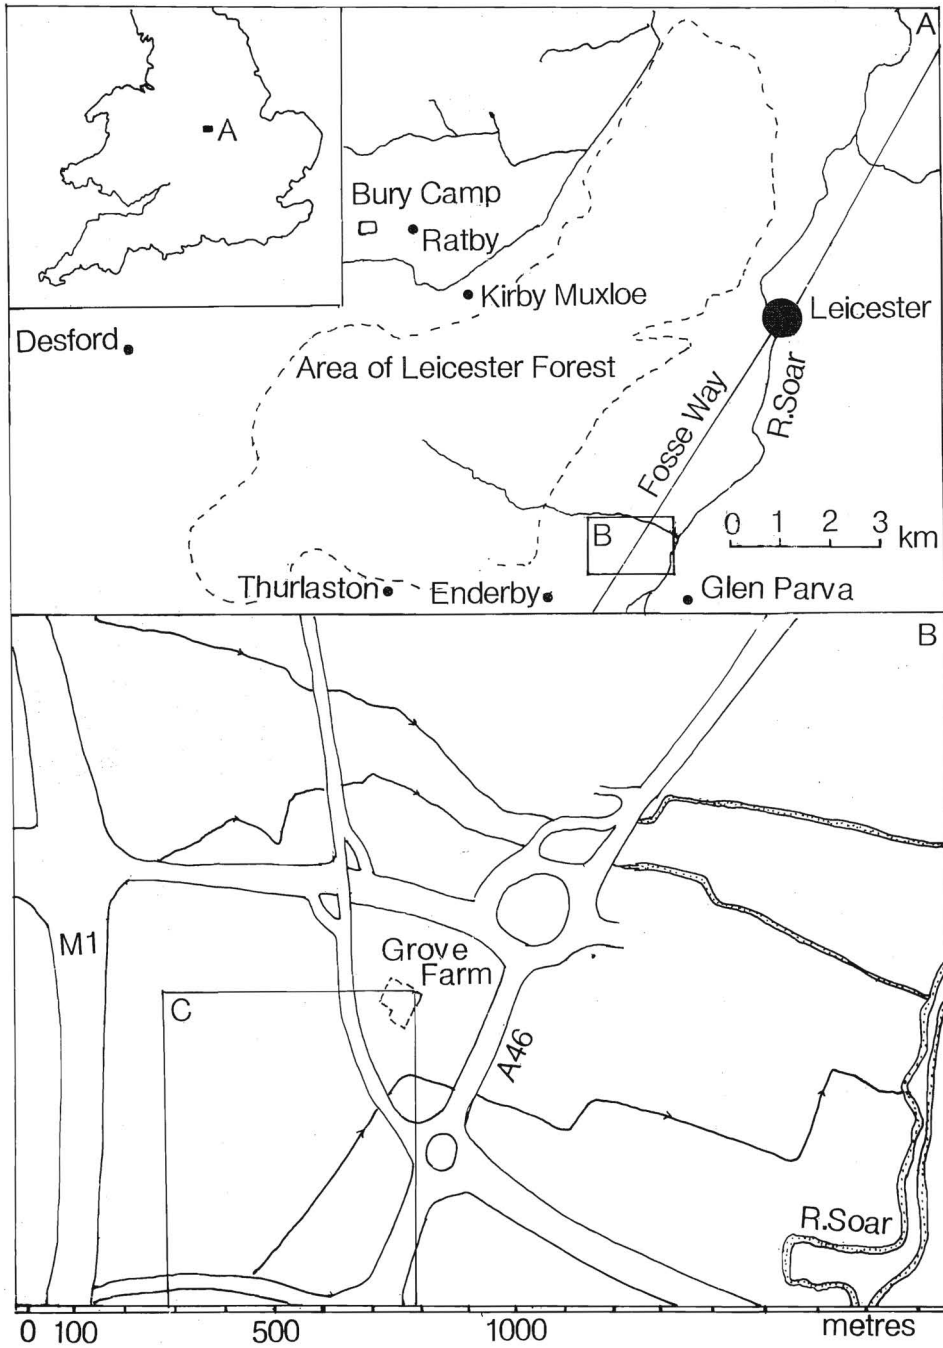 A
A
Bury Camp
Ratby
Kirby Muxloe
Leicester
Desford
Area of Leicester Forest
Fosse Way
R.Soar
B
0 1 2 3
km
Thurlaston
Enderby
Glen Parva
B
M1
Grove
Farm
C
A46
R.Soar
0 100 500 1000 metres